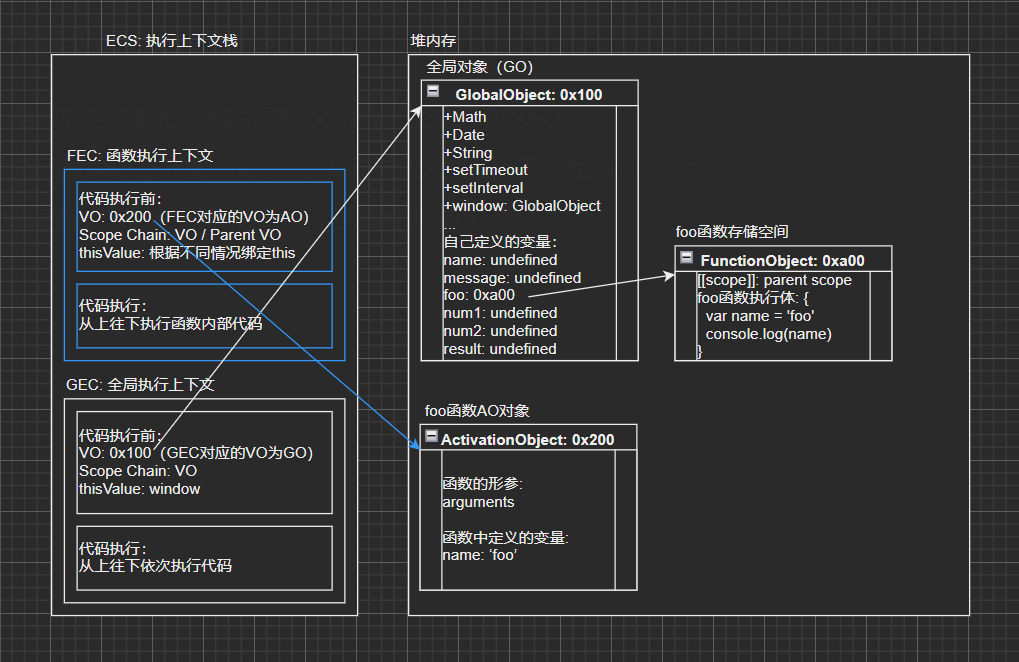 ECS: 执行上下文栈
FEC: 函数执行上下文
代码执行前：
VO: 0x200（FEC对应的VO为AO）
Scope Chain: VO / Parent VO
thisValue: 根据不同情况绑定this
代码执行：
从上往下执行函数内部代码
GEC: 全局执行上下文
代码执行前：
VO: 0x100（GEC对应的VO为GO）
Scope Chain: VO
thisValue: window
代码执行：
从上往下依次执行代码
堆内存
全局对象（GO）
GlobalObject: 0x100
+Math
+Date
+String
+setTimeout
+setInterval
+window: GlobalObject
...
自己定义的变量：
name: undefined
message: undefined
foo: 0xa00
num1: undefined
num2: undefined
result: undefined
foo函数存储空间
FunctionObject: 0xa00
[[scope]]: parent scope
foo函数执行体: {
var name = 'foo'
console.log(name)
}
foo函数AO对象
ActivationObject: 0x200
函数的形参:
arguments
函数中定义的变量:
name: ‘foo’